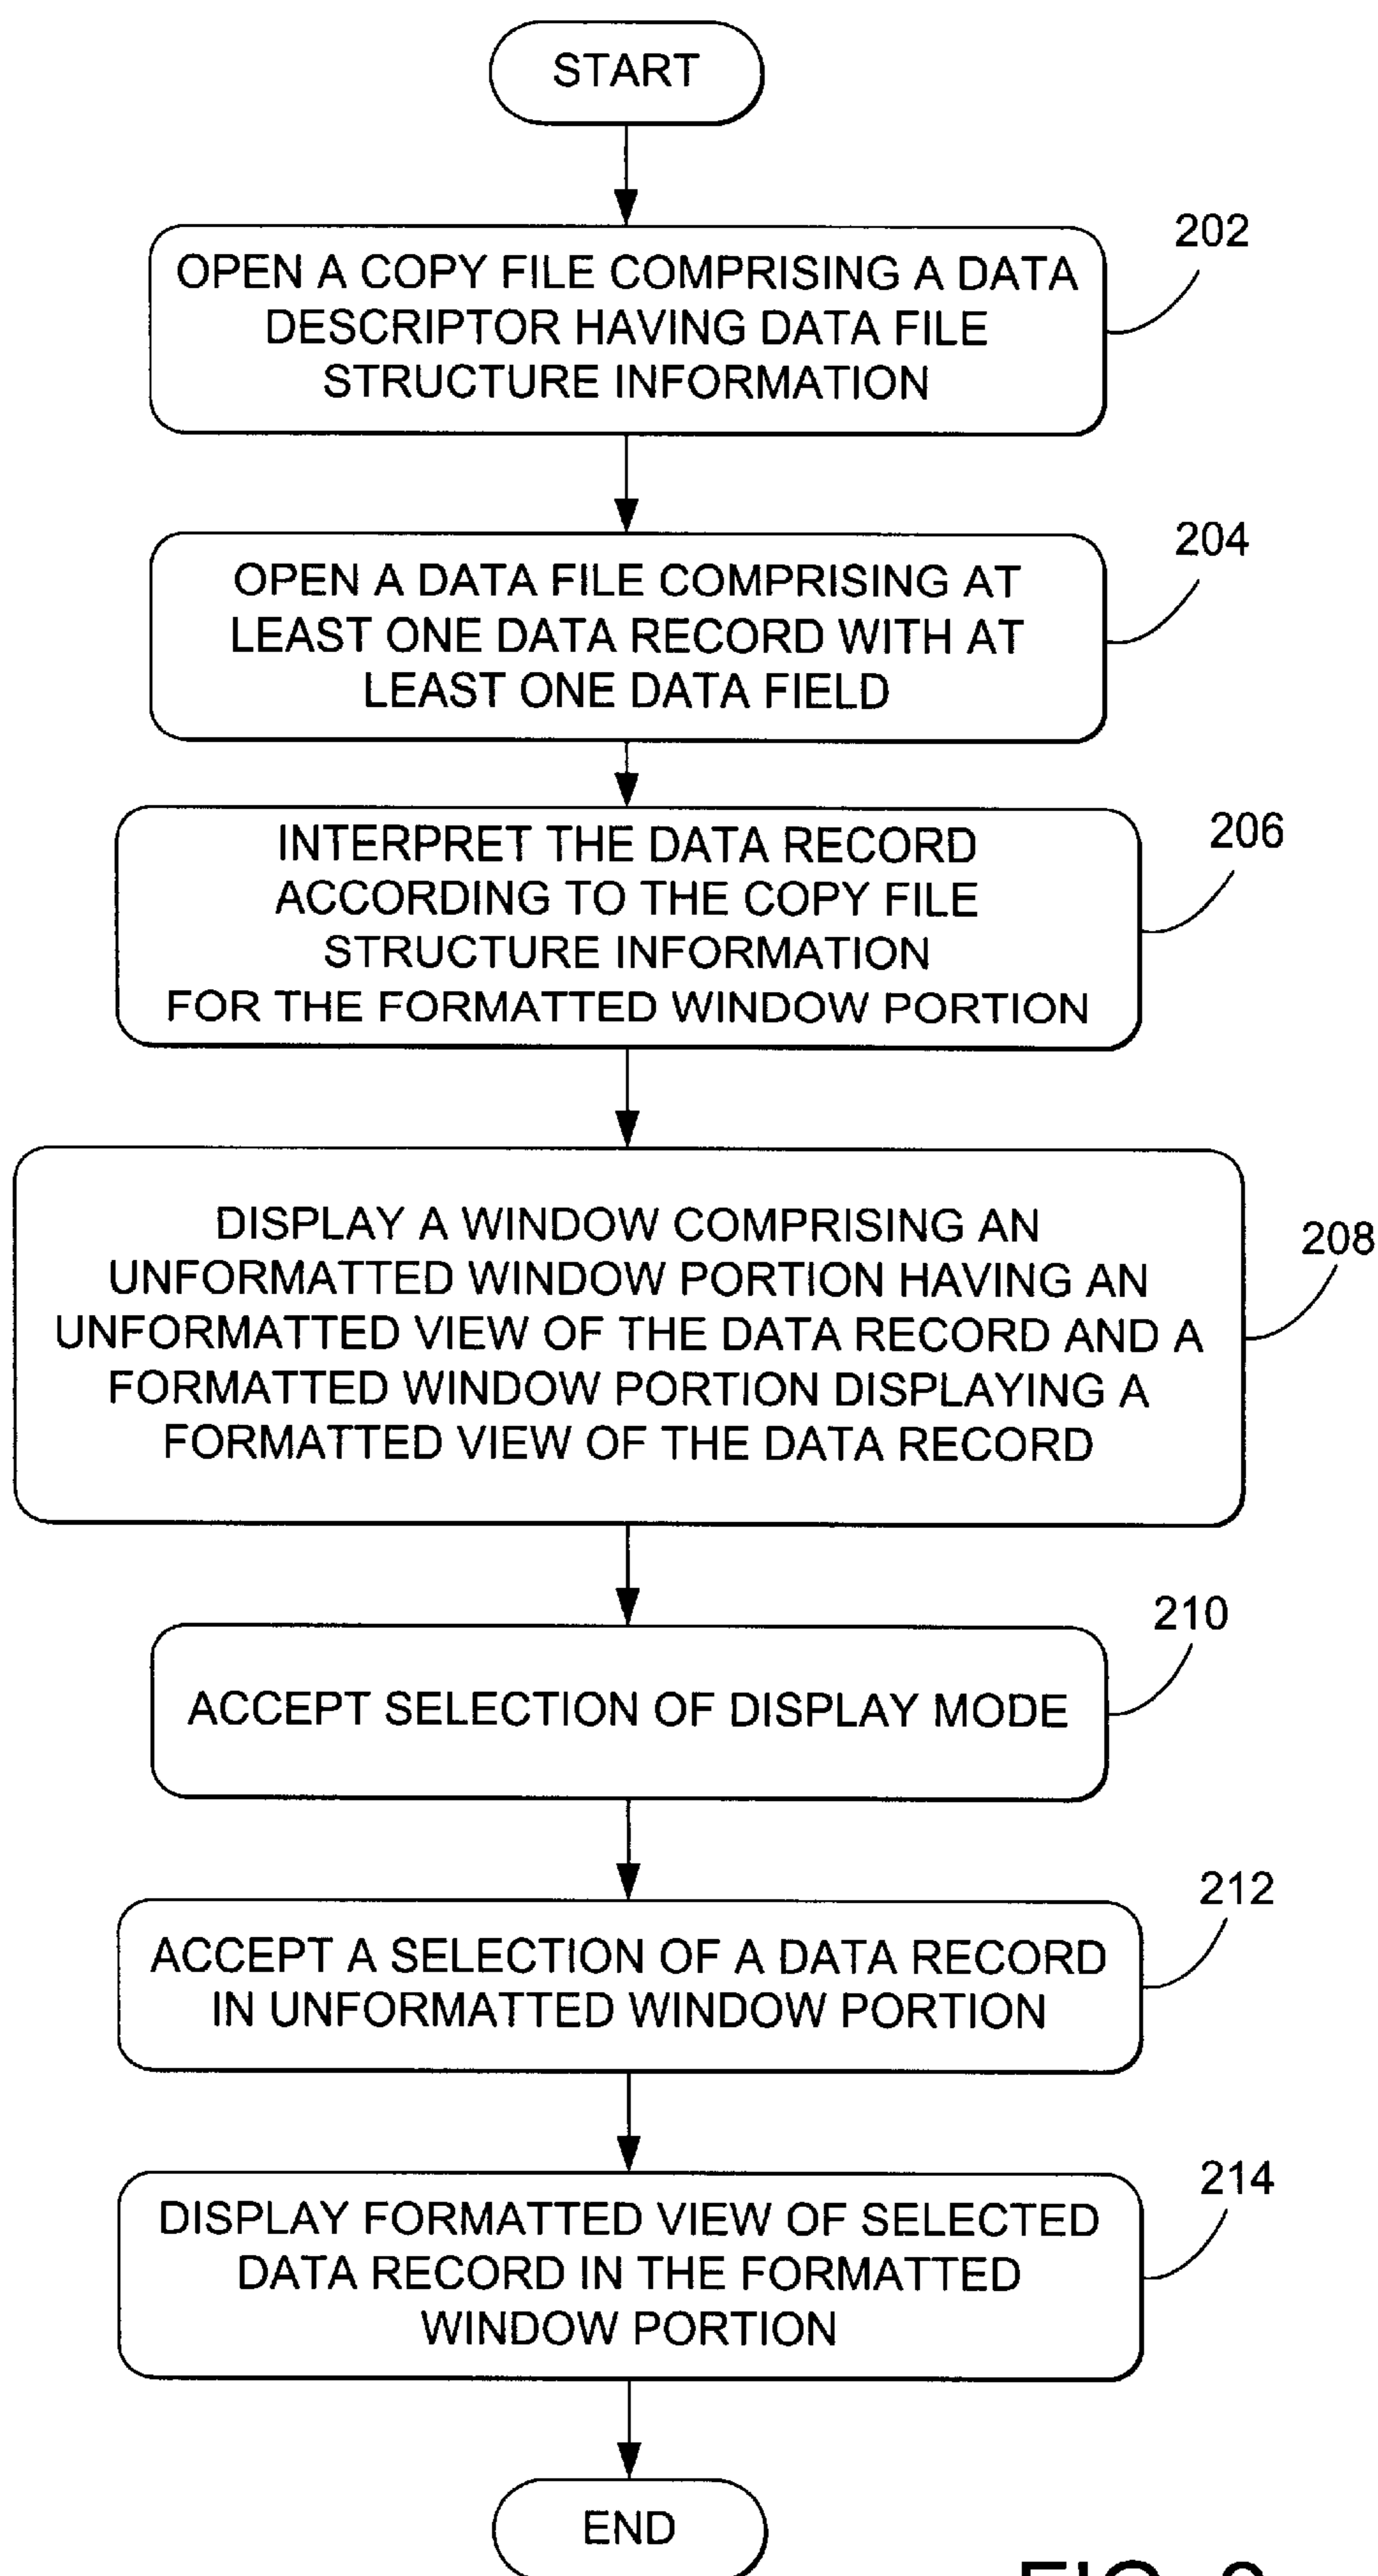 START
202
OPEN A COPY FILE COMPRISING A DATA
DESCRIPTOR HAVING DATA FILE
STRUCTURE INFORMATION
204
OPEN A DATA FILE COMPRISING AT
LEAST ONE DATA RECORD WITH AT
LEAST ONE DATA FIELD
206
INTERPRET THE DATA RECORD
ACCORDING TO THE COPY FILE
STRUCTURE INFORMATION
FOR THE FORMATTED WINDOW PORTION
208
DISPLAY A WINDOW COMPRISING AN
UNFORMATTED WINDOW PORTION HAVING AN
UNFORMATTED VIEW OF THE DATA RECORD AND A
FORMATTED WINDOW PORTION DISPLAYING A
FORMATTED VIEW OF THE DATA RECORD
210
ACCEPT SELECTION OF DISPLAY MODE
212
ACCEPT A SELECTION OF A DATA RECORD
IN UNFORMATTED WINDOW PORTION
214
DISPLAY FORMATTED VIEW OF SELECTED
DATA RECORD IN THE FORMATTED
WINDOW PORTION
END
FIG.